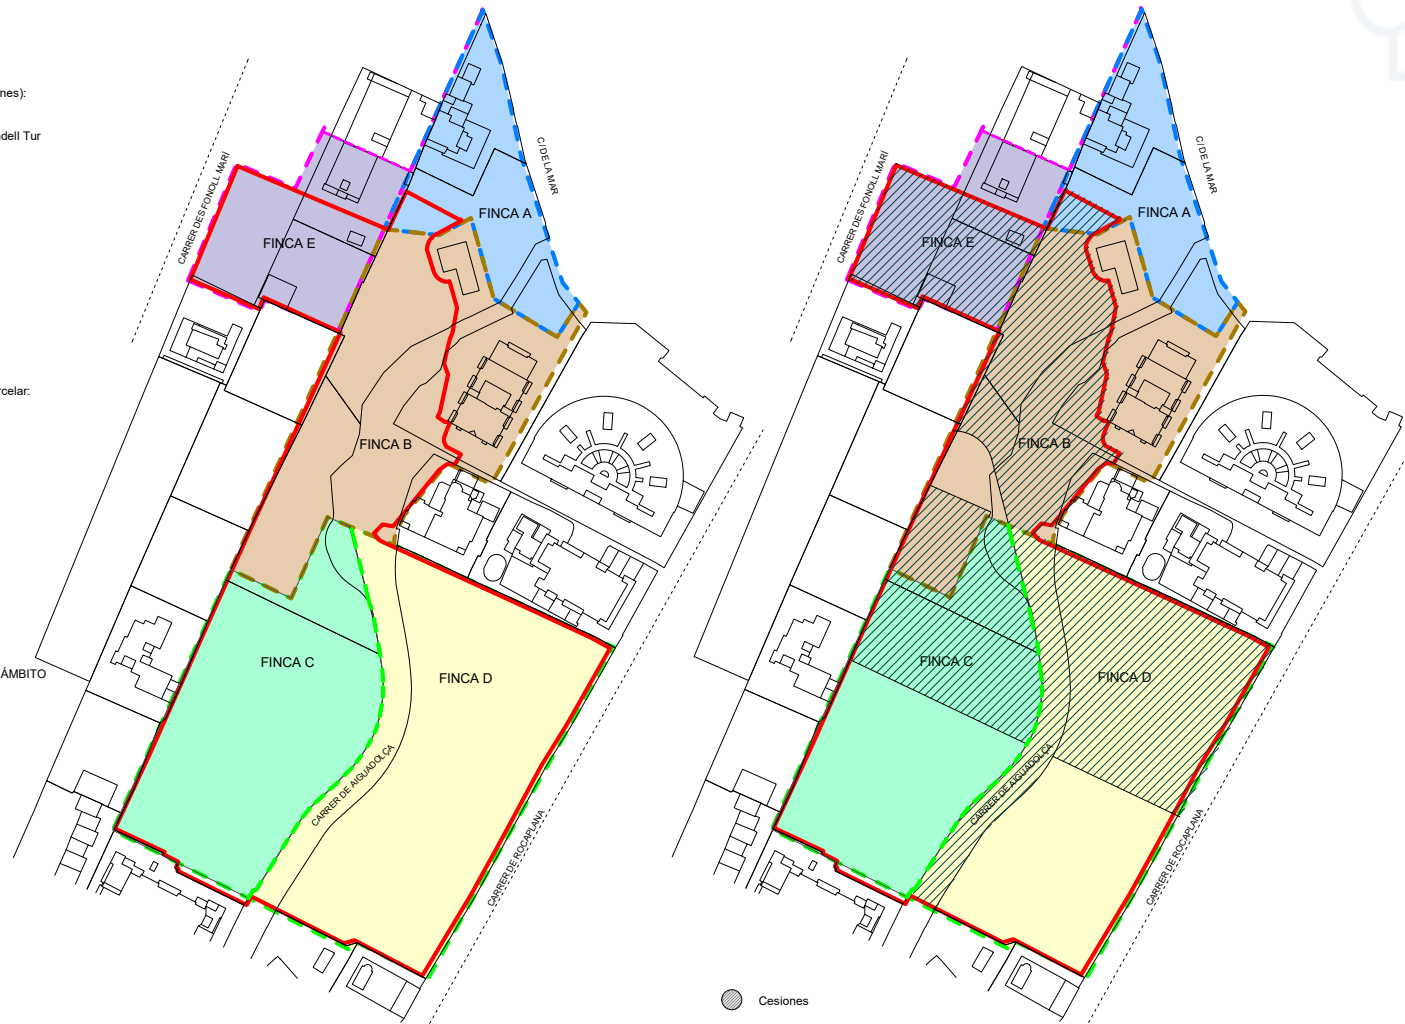 nes):
dell Tur
rcelar:
ÁMBITO
CARRER DES FONOLL MARÍ
C/ DE LA MAR
FINCA A
FINCA E
FINCA B
FINCA C
FINCA D
CARRER DE AIGUADOLÇA
CARRER DE ROCAPLANA
CARRER DES FONOLL MARÍ
C/ DE LA MAR
FINCA A
FINCA E
FINCA B
FINCA C
FINCA D
CARRER DE AIGUADOLÇA
CARRER DE ROCAPLANA
Cesiones